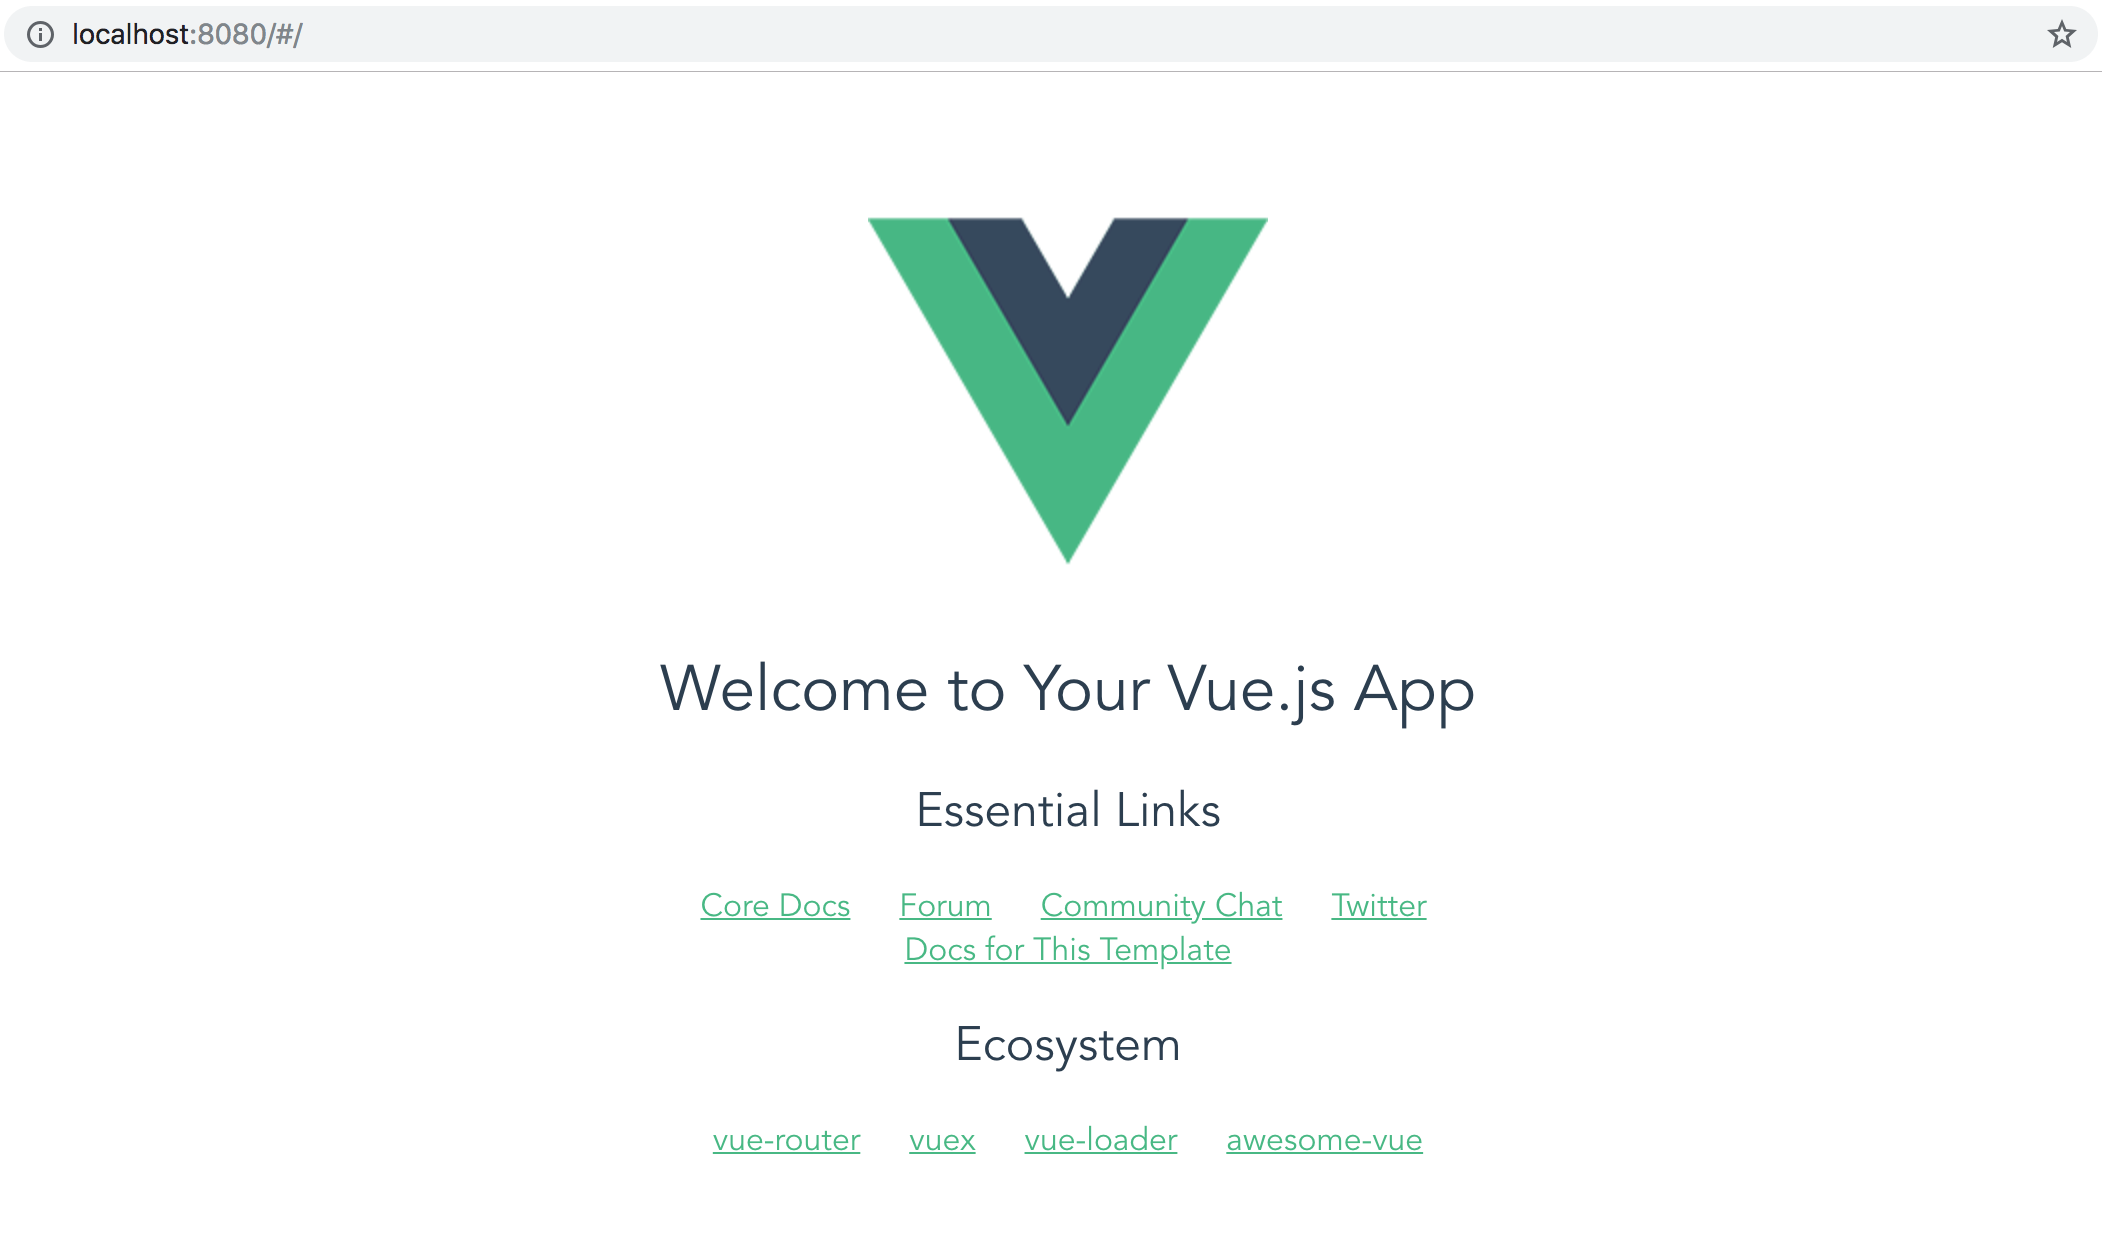 localhost:8080/#/
Welcome to Your Vue.js App
Essential Links
Core Docs Forum Community Chat Twitter
Docs for This Template
Ecosystem
vue-router vuex vue-loader awesome-vue